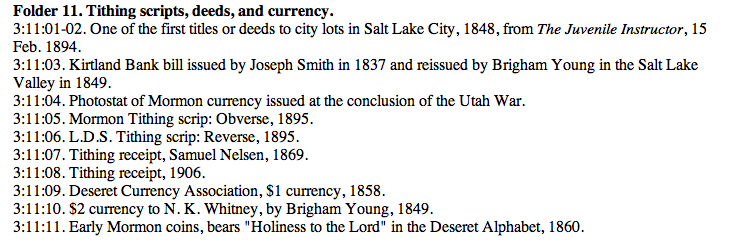 Folder 11. Tithing scripts, deeds, and currency.
3:11:01-02. One of the first titles or deeds to city lots in Salt Lake City, 1848, from The Juvenile Instructor, 15
Feb. 1894.
3:11:03. Kirtland Bank bill issued by Joseph Smith in 1837 and reissued by Brigham Young in the Salt Lake
Valley in 1849.
3:11:04. Photostat of Mormon currency issued at the conclusion of the Utah War.
3:11:05. Mormon Tithing scrip: Obverse, 1895.
3:11:06. L.D.S. Tithing scrip: Reverse, 1895.
3:11:07. Tithing receipt, Samuel Nelsen, 1869.
3:11:08. Tithing receipt, 1906.
3:11:09. Deseret Currency Association, $1 currency, 1858.
3:11:10. $2 currency to N. K. Whitney, by Brigham Young, 1849.
3:11:11. Early Mormon coins, bears "Holiness to the Lord" in the Deseret Alphabet, 1860.